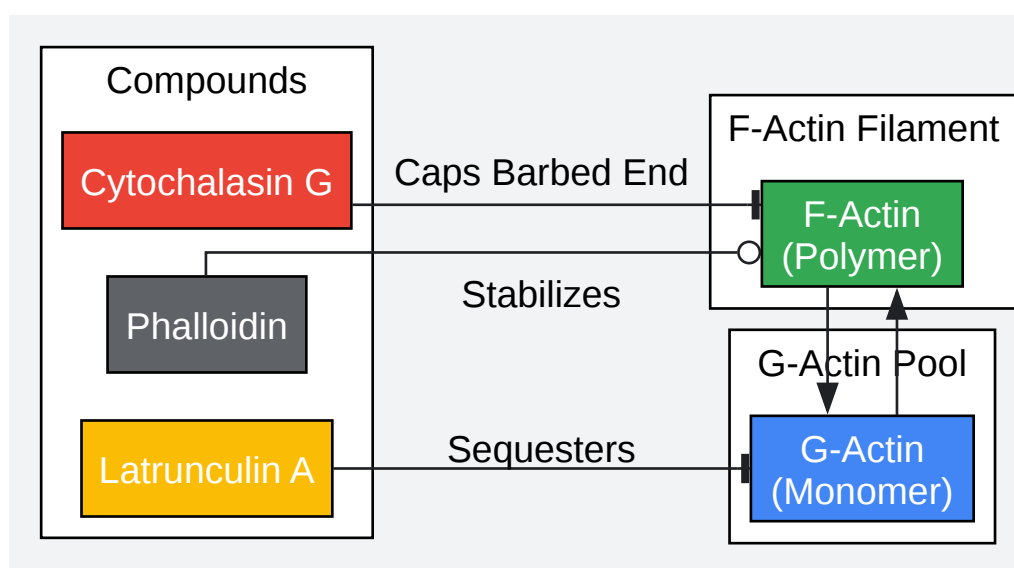 Compounds
Cytochalasin G
Phalloidin
Latrunculin A
Caps Barbed End
Stabilizes
Sequesters
F-Actin Filament
F-Actin
(Polymer)
G-Actin Pool
G-Actin
(Monomer)